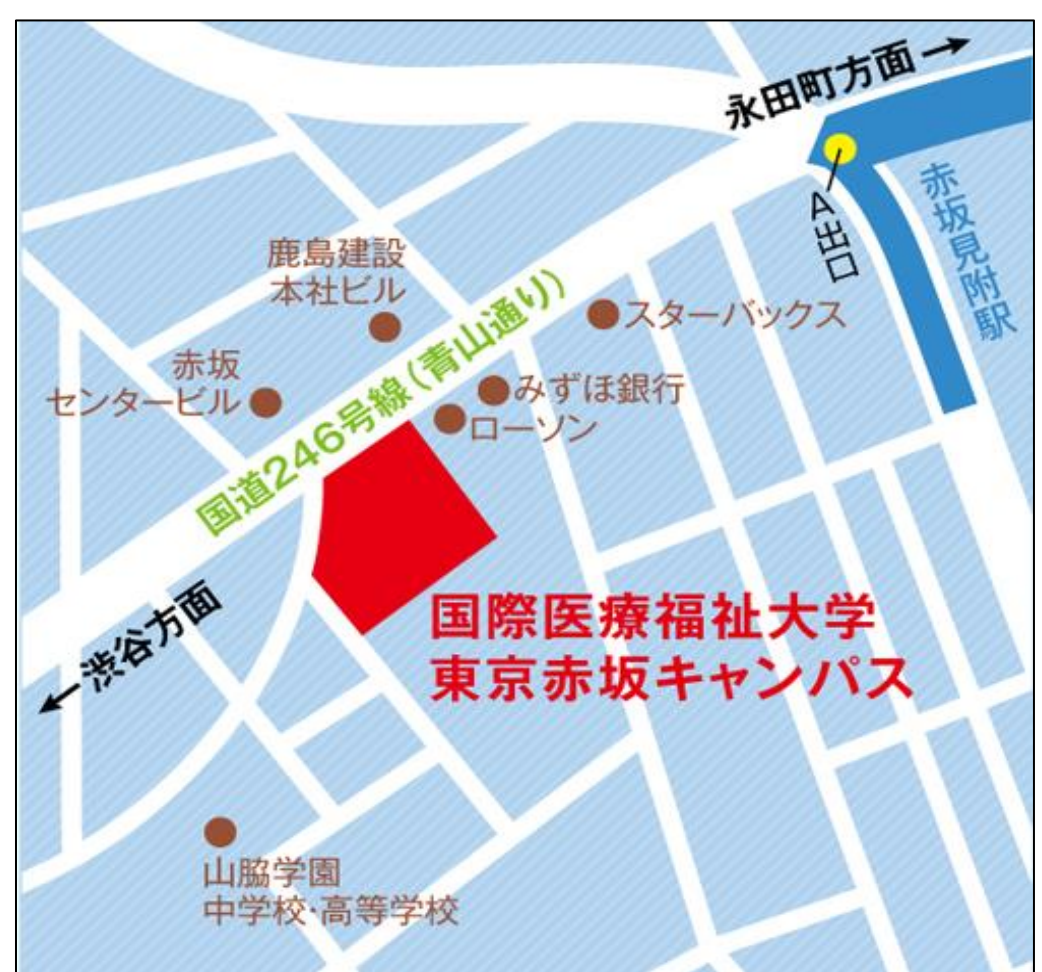 永田町方面→
A出口
赤坂見附駅
鹿島建設
本社ビル
国道246号線(青山通り)
スターバックス
赤坂
センタービル
みずほ銀行
ローソン
←渋谷方面
国際医療福祉大学
東京赤坂キャンパス
山脇学園
中学校・高等学校